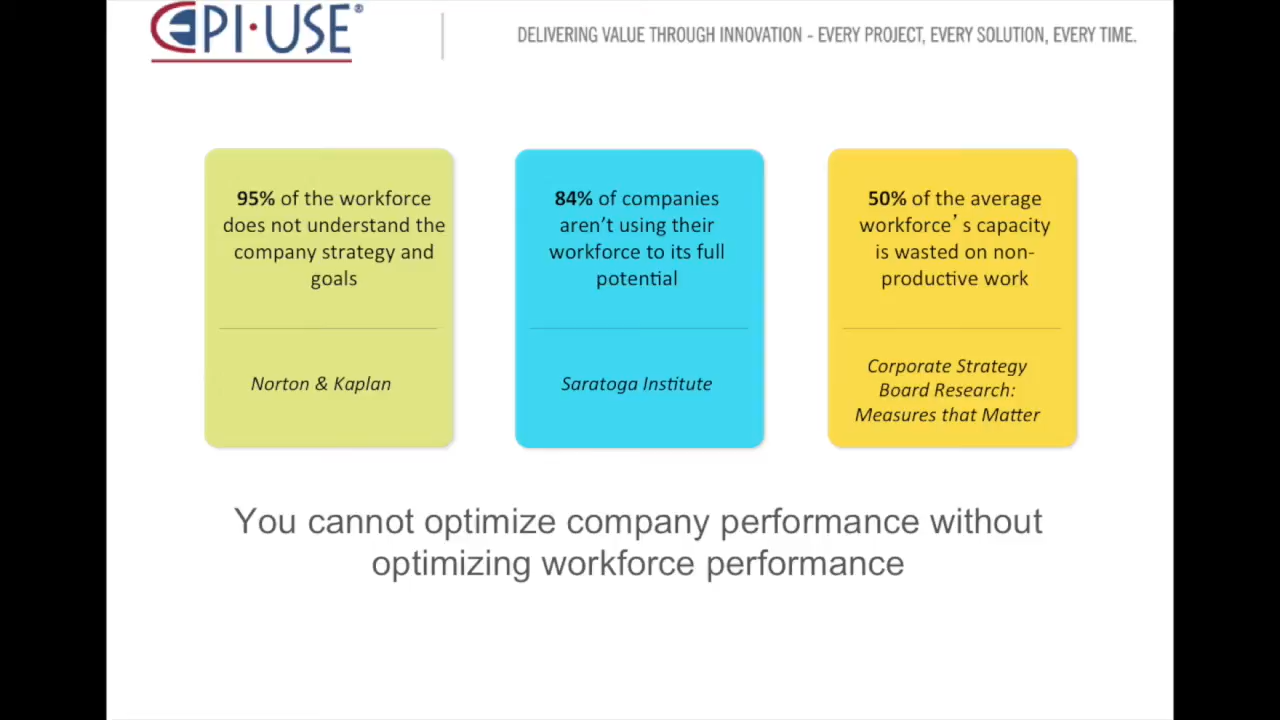 EPI·USE®
DELIVERING VALUE THROUGH INNOVATION - EVERY PROJECT, EVERY SOLUTION, EVERY TIME.
95% of the workforce
does not understand the
company strategy and
goals
Norton & Kaplan
84% of companies
aren’t using their
workforce to its full
potential
Saratoga Institute
50% of the average
workforce’ s capacity
is wasted on non-
productive work
Corporate Strategy
Board Research:
Measures that Matter
You cannot optimize company performance without
optimizing workforce performance